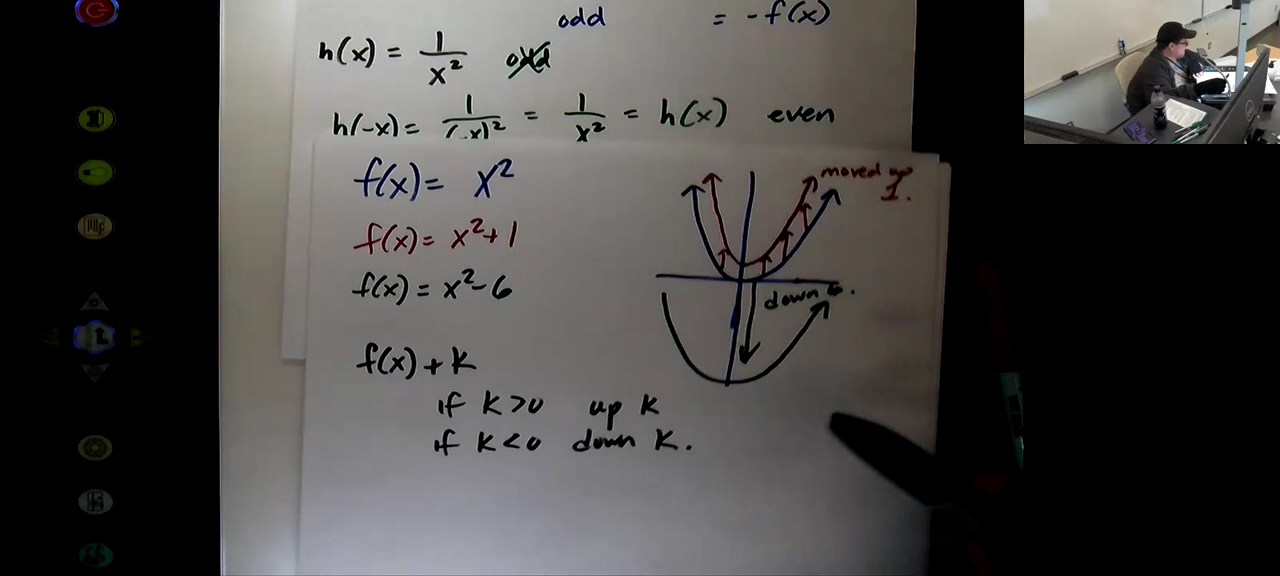 odd = -f(x)
h(x) = 1/x² odd
h(-x) = 1/(-x)² = 1/x² = h(x) even
f(x) = x²
moved up 1.
f(x) = x² + 1
f(x) = x² - 6
down 6.
f(x) + k
if k > 0 up k
if k < 0 down k.